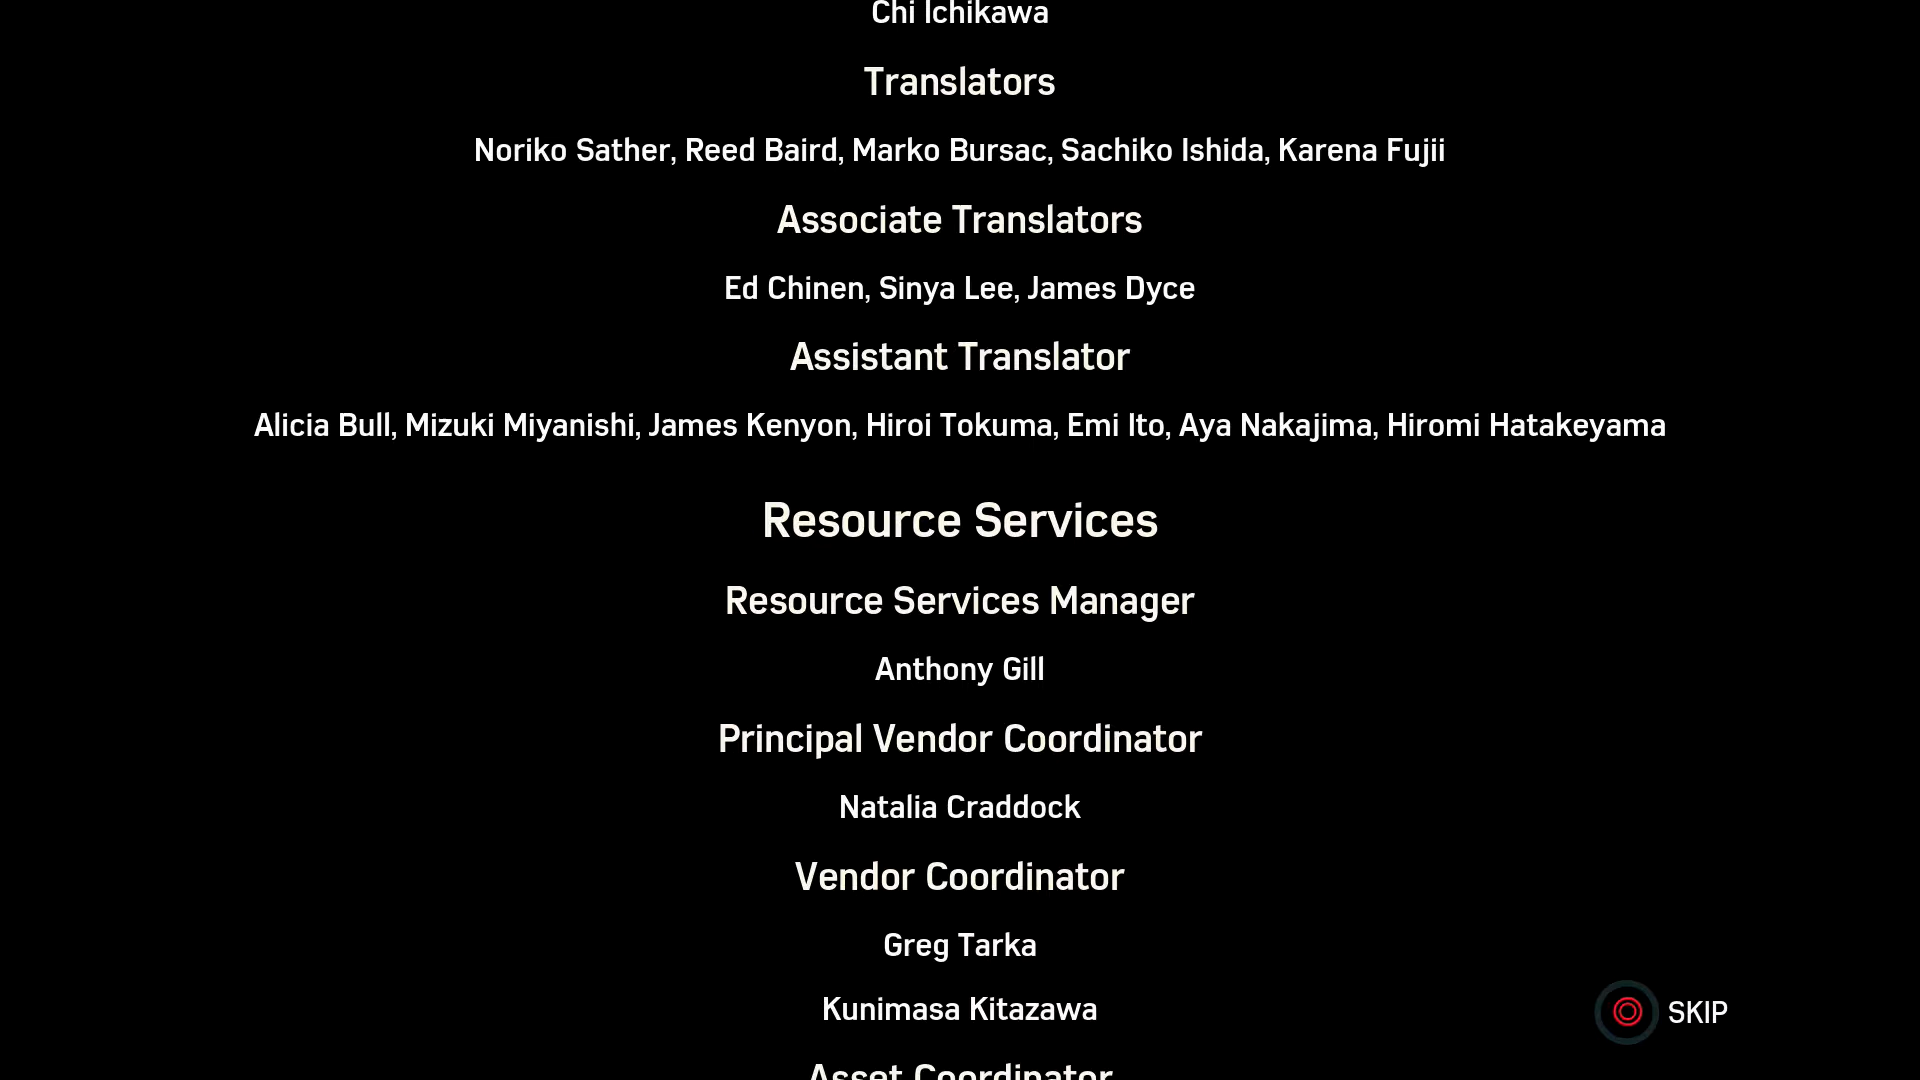 Chi Ichikawa
Translators
Noriko Sather, Reed Baird, Marko Bursac, Sachiko Ishida, Karena Fujii
Associate Translators
Ed Chinen, Sinya Lee, James Dyce
Assistant Translator
Alicia Bull, Mizuki Miyanishi, James Kenyon, Hiroi Tokuma, Emi Ito, Aya Nakajima, Hiromi Hatakeyama
Resource Services
Resource Services Manager
Anthony Gill
Principal Vendor Coordinator
Natalia Craddock
Vendor Coordinator
Greg Tarka
Kunimasa Kitazawa
SKIP
Asset Coordinator